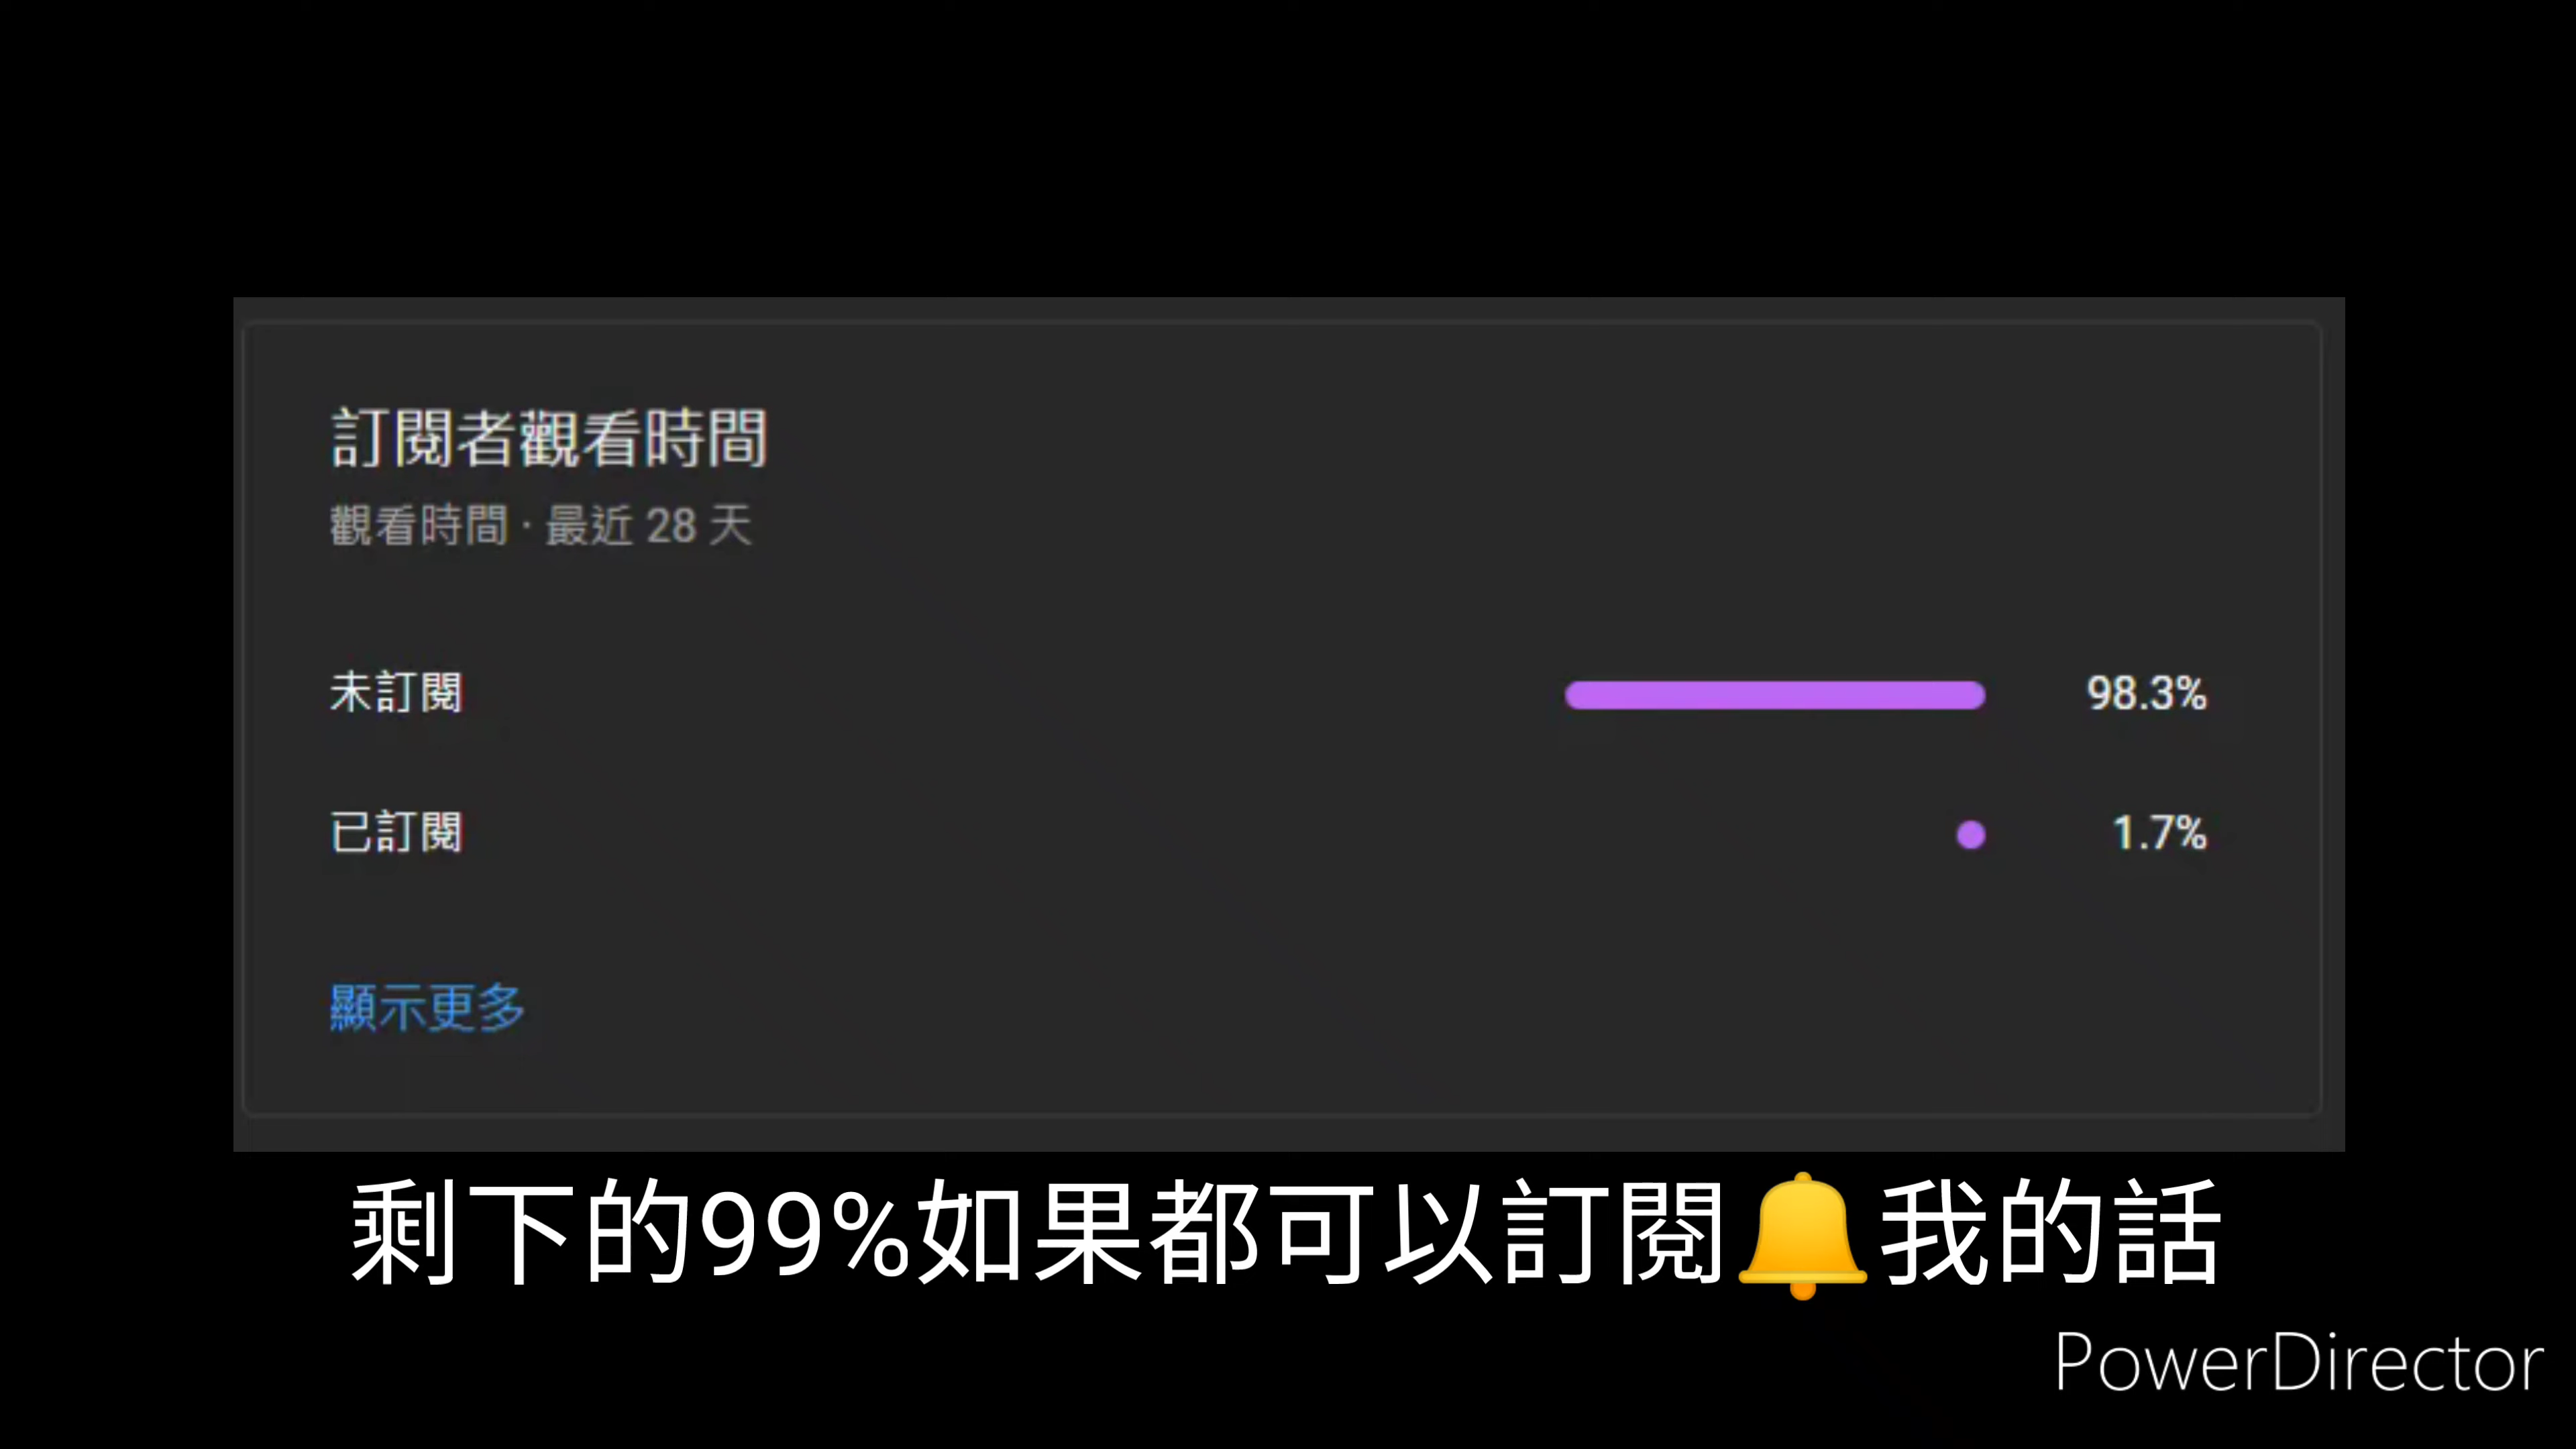 訂閱者觀看時間
觀看時間 · 最近 28 天
未訂閱 98.3%
已訂閱 1.7%
顯示更多
剩下的99%如果都可以訂閱🔔我的話
PowerDirector